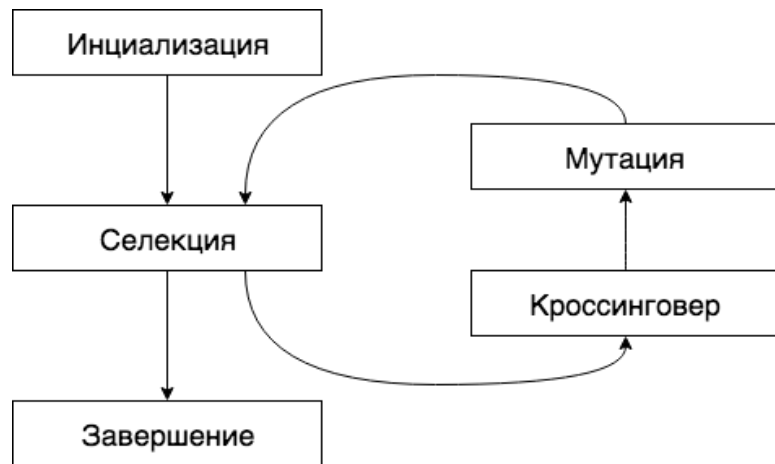 Инциализация
Мутация
Селекция
Кроссинговер
Завершение